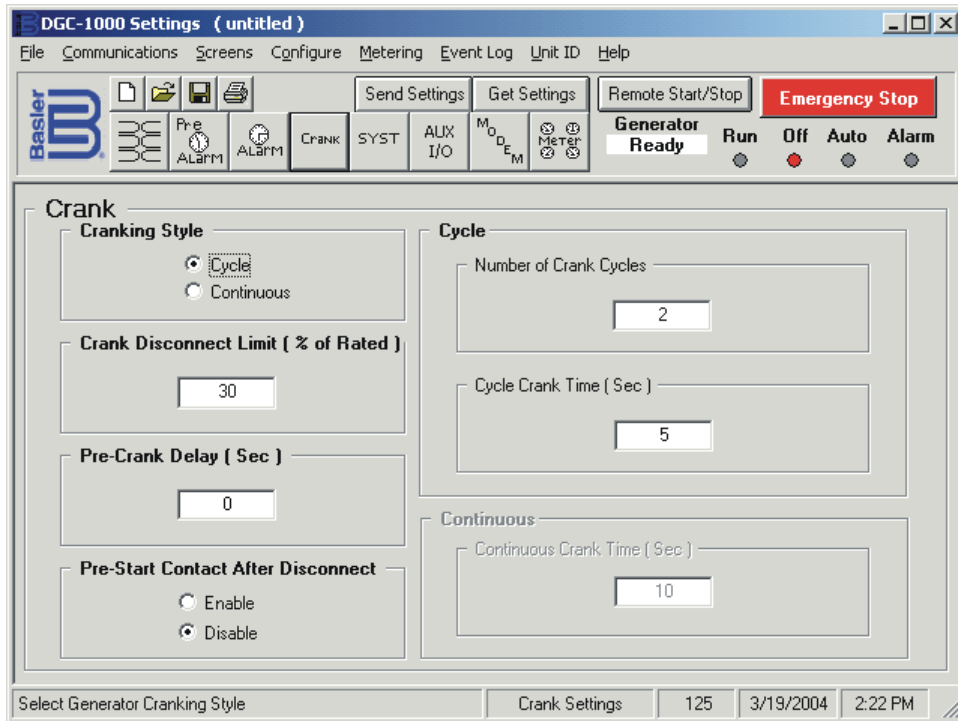 DGC-1000 Settings ( untitled )
File Communications Screens Configure Metering Event Log Unit ID Help
Basler
Send Settings Get Settings Remote Start/Stop Emergency Stop
Pre ALarm ALarm Crank SYST AUX I/O MODEM Meter
Generator Ready Run Off Auto Alarm
Crank
Cranking Style
Cycle
Continuous
Crank Disconnect Limit ( % of Rated )
30
Pre-Crank Delay ( Sec )
0
Pre-Start Contact After Disconnect
Enable
Disable
Cycle
Number of Crank Cycles
2
Cycle Crank Time ( Sec )
5
Continuous
Continuous Crank Time ( Sec )
10
Select Generator Cranking Style Crank Settings 125 3/19/2004 2:22 PM